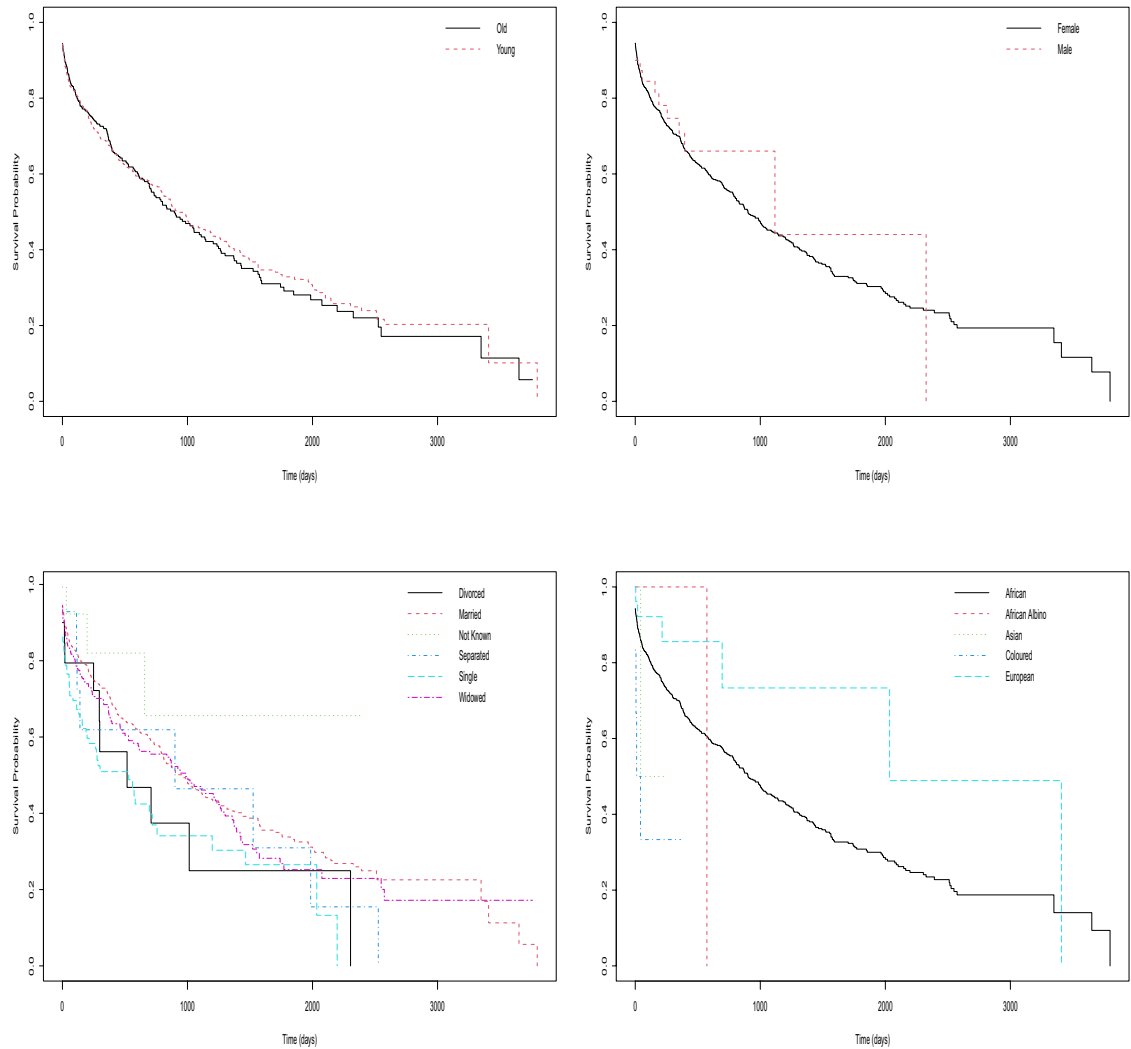 Old
Young
Survival Probability
0.0 0.2 0.4 0.6 0.8 1.0
0 1000 2000 3000
Time (days)
Female
Male
Survival Probability
0.0 0.2 0.4 0.6 0.8 1.0
0 1000 2000 3000
Time (days)
Divorced
Married
Not Known
Separated
Single
Widowed
Survival Probability
0.0 0.2 0.4 0.6 0.8 1.0
0 1000 2000 3000
Time (days)
African
African Albino
Asian
Coloured
European
Survival Probability
0.0 0.2 0.4 0.6 0.8 1.0
0 1000 2000 3000
Time (days)